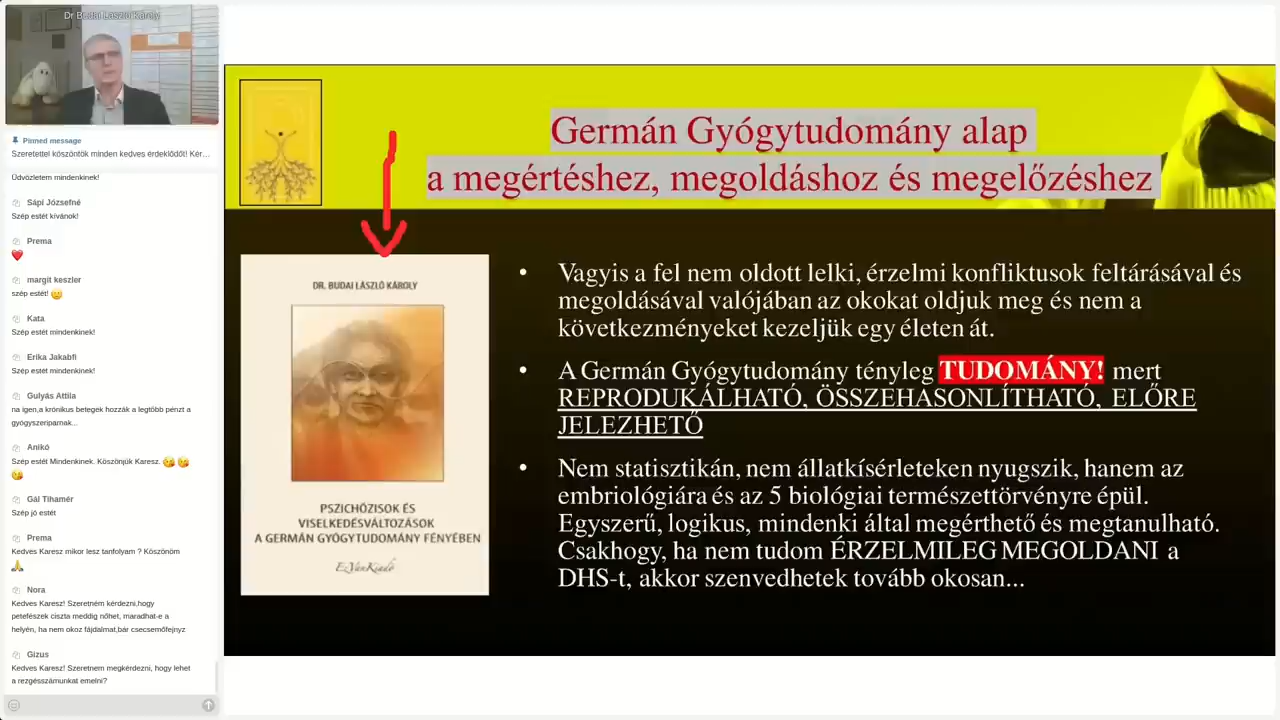 Dr Budai László Károly
Pinned message
Szeretettel köszöntök minden kedves érdeklődőt! Kér…
Üdvözletem mindenkinek!
Sápi Józsefné
Szép estét kívánok!
Prema
margit keszler
szép estét!
Kata
Szép estét mindenkinek!
Erika Jakabfi
Szép estét mindenkinek!
Gulyás Attila
na igen,a krónikus betegek hozzák a legtöbb pénzt a
gyógyszeriparnak...
Anikó
Szép estét Mindenkinek. Köszönjük Karesz.
Gál Tihamér
Szép jó estét
Prema
Kedves Karesz mikor lesz tanfolyam ? Köszönöm
Nora
Kedves Karesz! Szeretném kérdezni,hogy
petefészek ciszta meddig nőhet, maradhat-e a
helyén, ha nem okoz fájdalmat,bár csecsemőfejnyz
Gizus
Kedves Karesz! Szeretnem megkérdezni, hogy lehet
a rezgésszámunkat emelni?
Germán Gyógytudomány alap
a megértéshez, megoldáshoz és megelőzéshez
DR. BUDAI LÁSZLÓ KÁROLY
PSZICHÓZISOK ÉS
VISELKEDÉSVÁLTOZÁSOK
A GERMÁN GYÓGYTUDOMÁNY FÉNYÉBEN
EzVanKiadó
• Vagyis a fel nem oldott lelki, érzelmi konfliktusok feltárásával és
megoldásával valójában az okokat oldjuk meg és nem a
következményeket kezeljük egy életen át.
• A Germán Gyógytudomány tényleg TUDOMÁNY! mert
REPRODUKÁLHATÓ, ÖSSZEHASONLÍTHATÓ, ELŐRE
JELEZHETŐ
• Nem statisztikán, nem állatkísérleteken nyugszik, hanem az
embriológiára és az 5 biológiai természettörvényre épül.
Egyszerű, logikus, mindenki által megérthető és megtanulható.
Csakhogy, ha nem tudom ÉRZELMILEG MEGOLDANI a
DHS-t, akkor szenvedhetek tovább okosan...